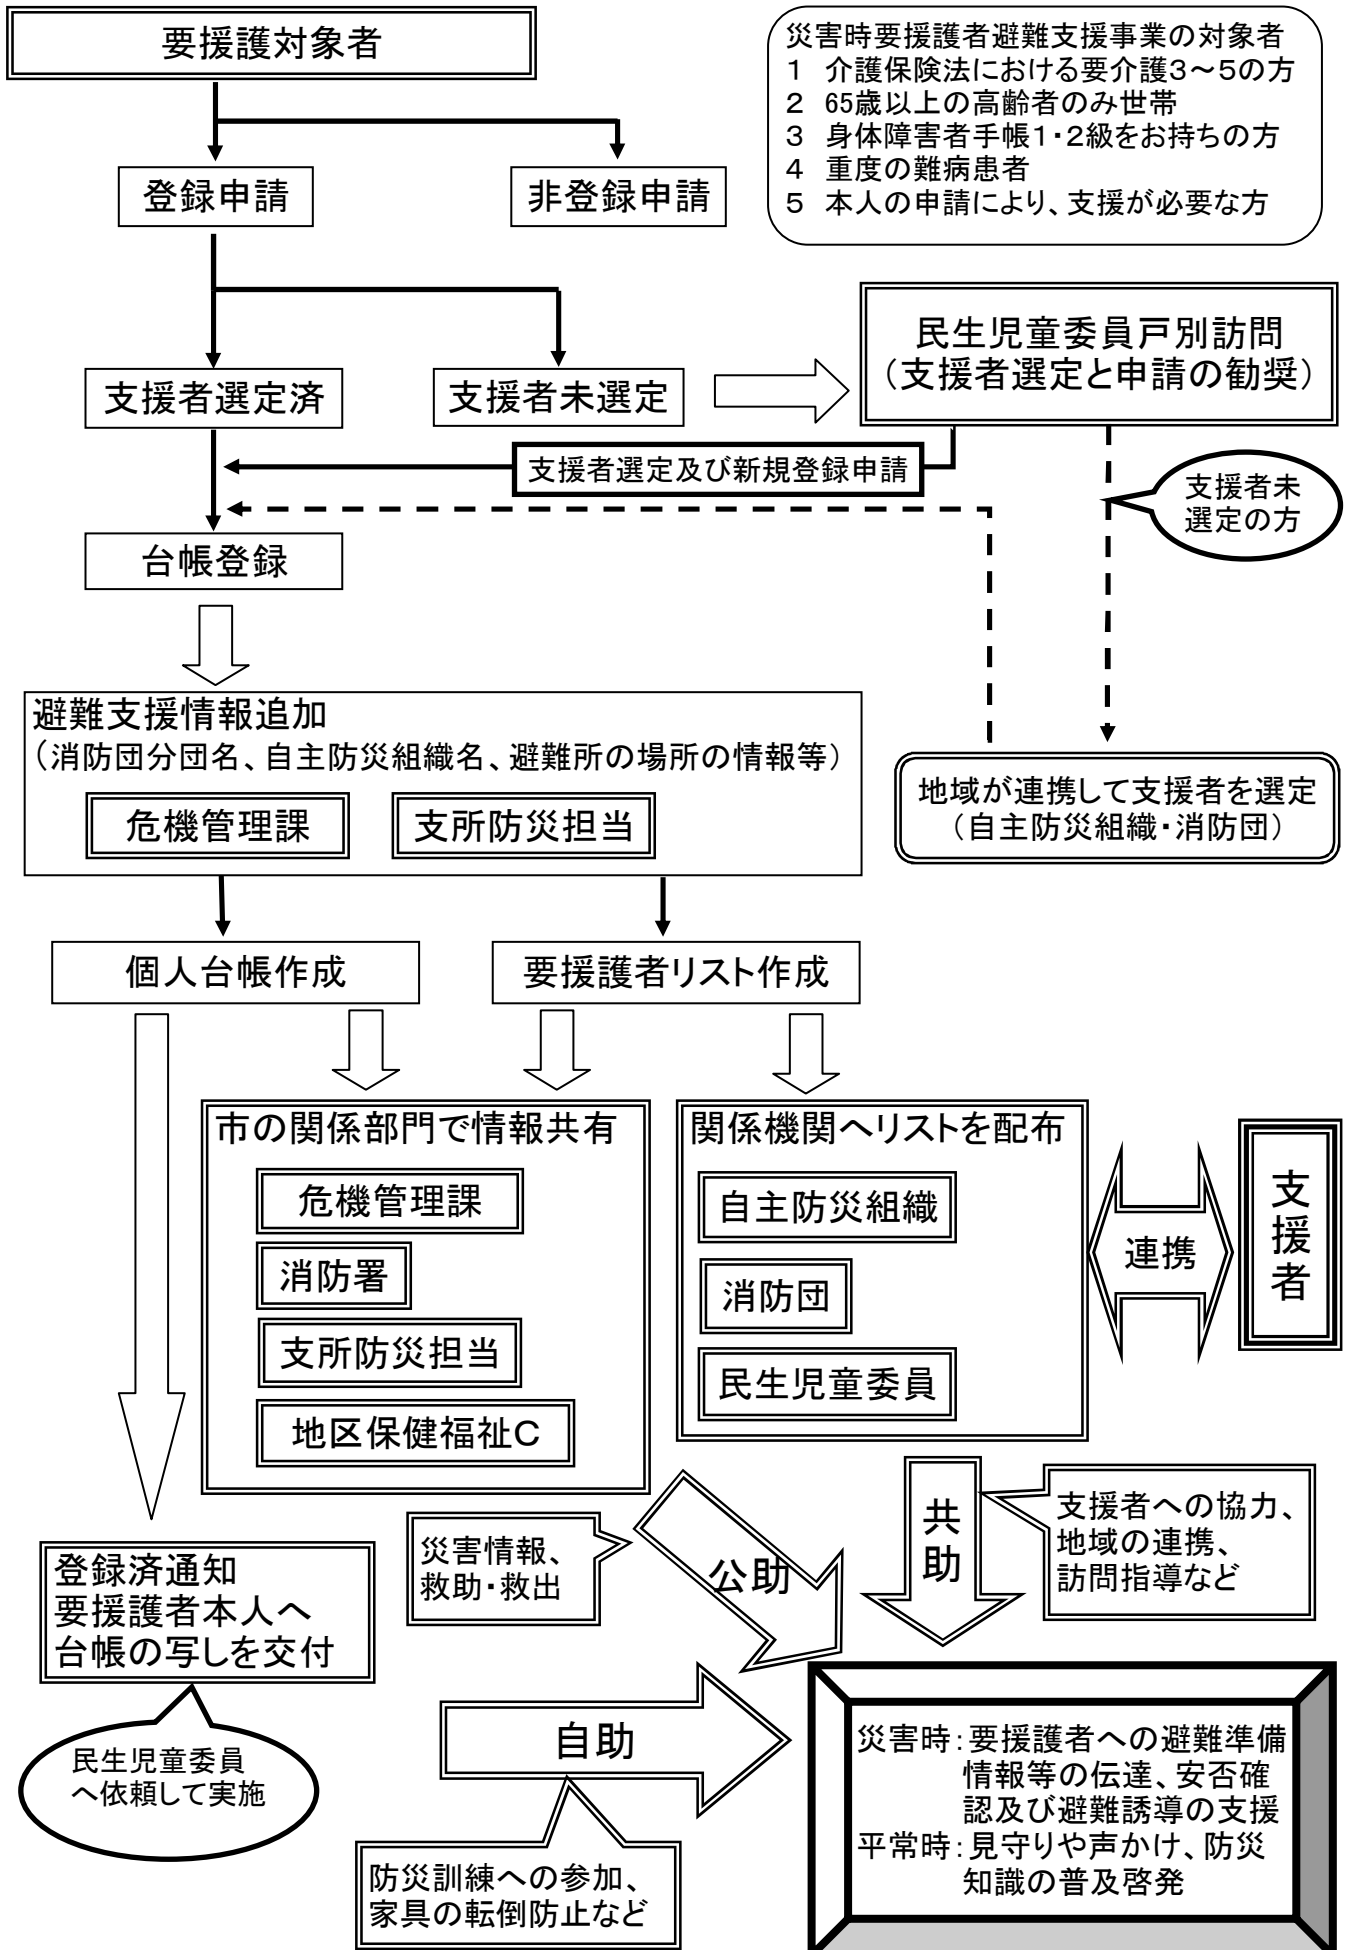 要援護対象者
災害時要援護者避難支援事業の対象者
1 介護保険法における要介護3～5の方
2 65歳以上の高齢者のみ世帯
3 身体障害者手帳1・2級をお持ちの方
4 重度の難病患者
5 本人の申請により、支援が必要な方
登録申請
非登録申請
民生児童委員戸別訪問
（支援者選定と申請の勧奨）
支援者選定済
支援者未選定
支援者選定及び新規登録申請
支援者未
選定の方
台帳登録
避難支援情報追加
（消防団分団名、自主防災組織名、避難所の場所の情報等）
危機管理課
支所防災担当
地域が連携して支援者を選定
（自主防災組織・消防団）
個人台帳作成
要援護者リスト作成
市の関係部門で情報共有
危機管理課
消防署
支所防災担当
地区保健福祉C
関係機関へリストを配布
自主防災組織
消防団
民生児童委員
連携
支援者
登録済通知
要援護者本人へ
台帳の写しを交付
民生児童委員
へ依頼して実施
災害情報、
救助・救出
公助
共助
支援者への協力、
地域の連携、
訪問指導など
自助
防災訓練への参加、
家具の転倒防止など
災害時：要援護者への避難準備
情報等の伝達、安否確
認及び避難誘導の支援
平常時：見守りや声かけ、防災
知識の普及啓発